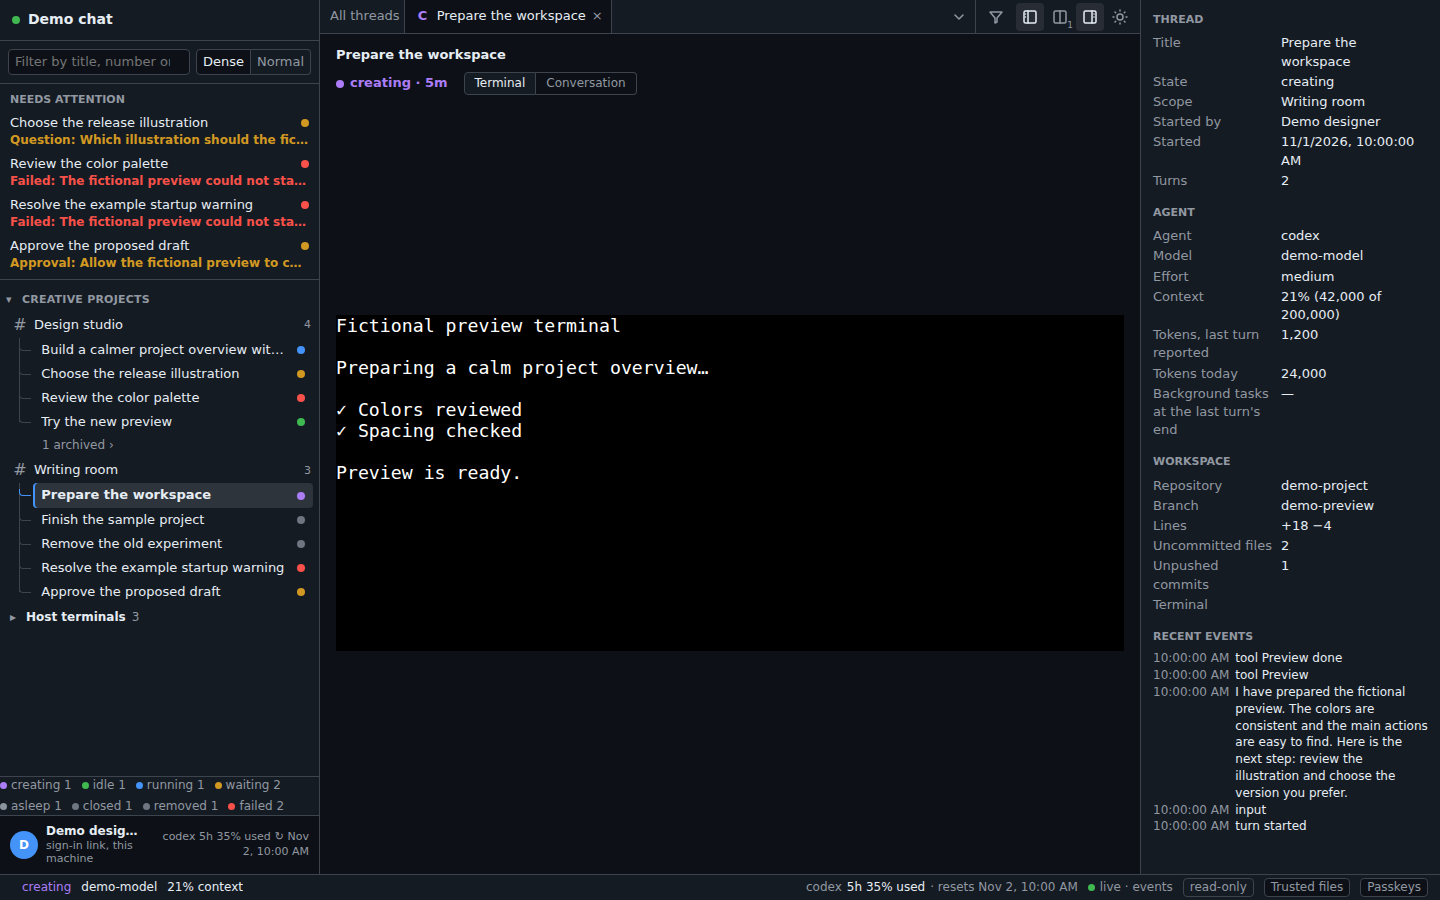 Demo chat
Filter by title, number o
Dense
Normal
NEEDS ATTENTION
Choose the release illustration
Question: Which illustration should the fic…
Review the color palette
Failed: The fictional preview could not sta…
Resolve the example startup warning
Failed: The fictional preview could not sta…
Approve the proposed draft
Approval: Allow the fictional preview to c…
▾ CREATIVE PROJECTS
# Design studio 4
Build a calmer project overview wit…
Choose the release illustration
Review the color palette
Try the new preview
1 archived ›
# Writing room 3
Prepare the workspace
Finish the sample project
Remove the old experiment
Resolve the example startup warning
Approve the proposed draft
▸ Host terminals 3
creating 1 idle 1 running 1 waiting 2
asleep 1 closed 1 removed 1 failed 2
D
Demo desig…
sign-in link, this
machine
codex 5h 35% used ↻ Nov
2, 10:00 AM
All threads
C Prepare the workspace ×
1
Prepare the workspace
creating · 5m
Terminal
Conversation
Fictional preview terminal
Preparing a calm project overview…
✓ Colors reviewed
✓ Spacing checked
Preview is ready.
THREAD
Title Prepare the
workspace
State creating
Scope Writing room
Started by Demo designer
Started 11/1/2026, 10:00:00
AM
Turns 2
AGENT
Agent codex
Model demo-model
Effort medium
Context 21% (42,000 of
200,000)
Tokens, last turn 1,200
reported
Tokens today 24,000
Background tasks —
at the last turn's
end
WORKSPACE
Repository demo-project
Branch demo-preview
Lines +18 −4
Uncommitted files 2
Unpushed 1
commits
Terminal
RECENT EVENTS
10:00:00 AM tool Preview done
10:00:00 AM tool Preview
10:00:00 AM I have prepared the fictional
preview. The colors are
consistent and the main actions
are easy to find. Here is the
next step: review the
illustration and choose the
version you prefer.
10:00:00 AM input
10:00:00 AM turn started
creating demo-model 21% context
codex 5h 35% used · resets Nov 2, 10:00 AM
live · events
read-only
Trusted files
Passkeys